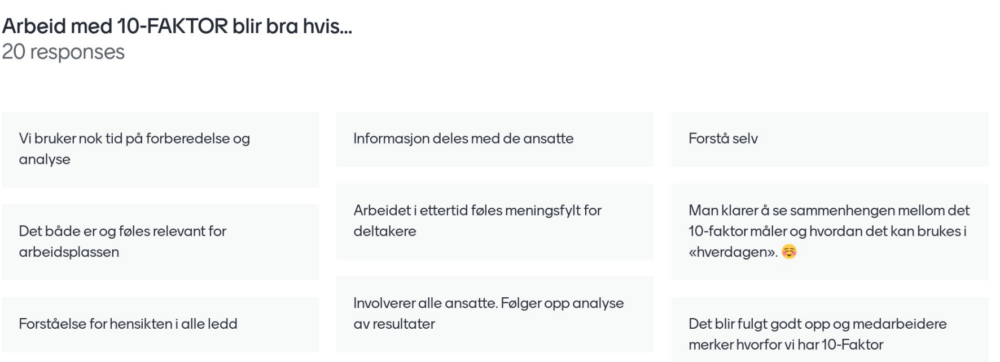 Arbeid med 10-FAKTOR blir bra hvis...
20 responses
Vi bruker nok tid på forberedelse og
analyse
Det både er og føles relevant for
arbeidsplassen
Forståelse for hensikten i alle ledd
Informasjon deles med de ansatte
Arbeidet i ettertid føles meningsfylt for
deltakere
Involverer alle ansatte. Følger opp analyse
av resultater
Forstå selv
Man klarer å se sammenhengen mellom det
10-faktor måler og hvordan det kan brukes i
«hverdagen». ☺️
Det blir fulgt godt opp og medarbeidere
merker hvorfor vi har 10-Faktor